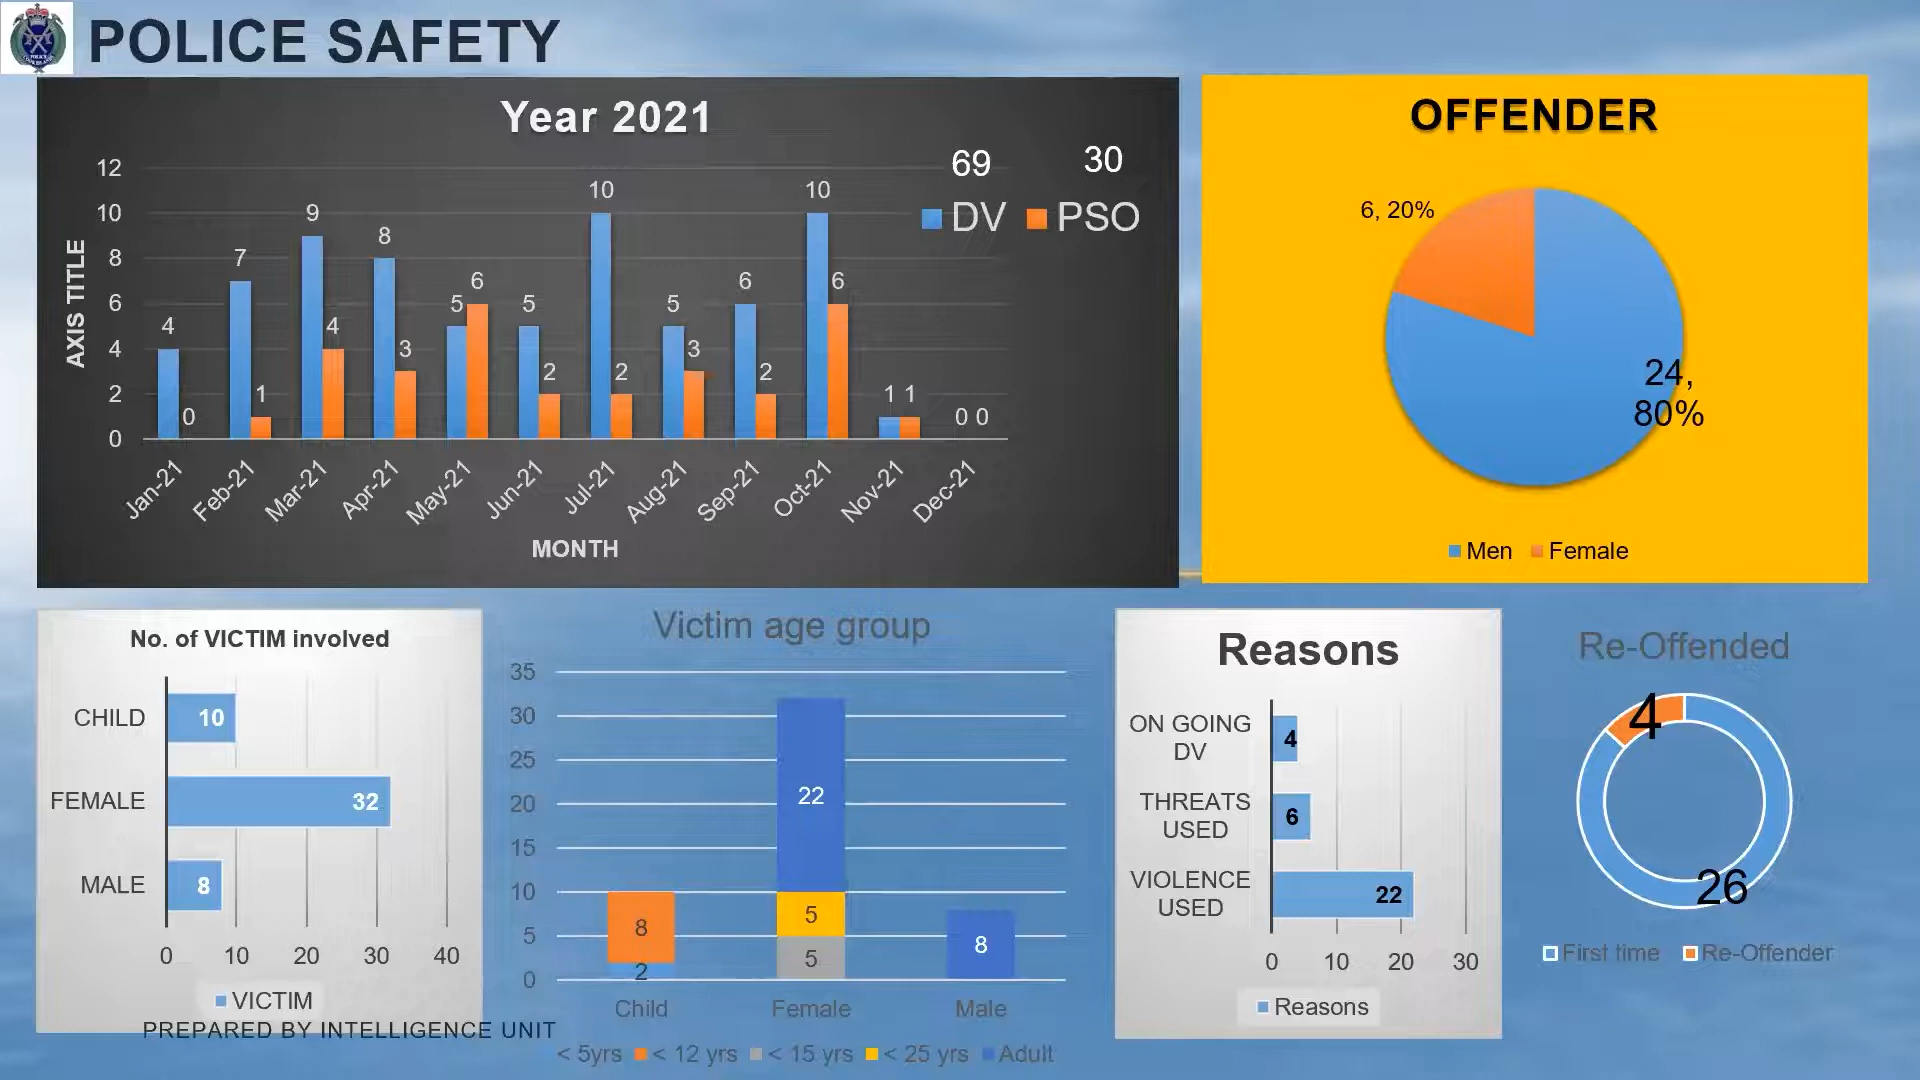 POLICE SAFETY
Year 2021
69 30
DV PSO
AXIS TITLE
12
10
8
6
4
2
0
4 0
7 1
9 4
8 3
5 6
5 2
10 2
5 3
6 2
10 6
1 1
0 0
Jan-21 Feb-21 Mar-21 Apr-21 May-21 Jun-21 Jul-21 Aug-21 Sep-21 Oct-21 Nov-21 Dec-21
MONTH
OFFENDER
6, 20%
24,
80%
Men Female
No. of VICTIM involved
CHILD 10
FEMALE 32
MALE 8
0 10 20 30 40
VICTIM
PREPARED BY INTELLIGENCE UNIT
Victim age group
35
30
25
20
15
10
5
0
8
2
22
5
5
8
Child Female Male
< 5yrs < 12 yrs < 15 yrs < 25 yrs Adult
Reasons
ON GOING
DV
4
THREATS
USED
6
VIOLENCE
USED
22
0 10 20 30
Reasons
Re-Offended
4
26
First time Re-Offender